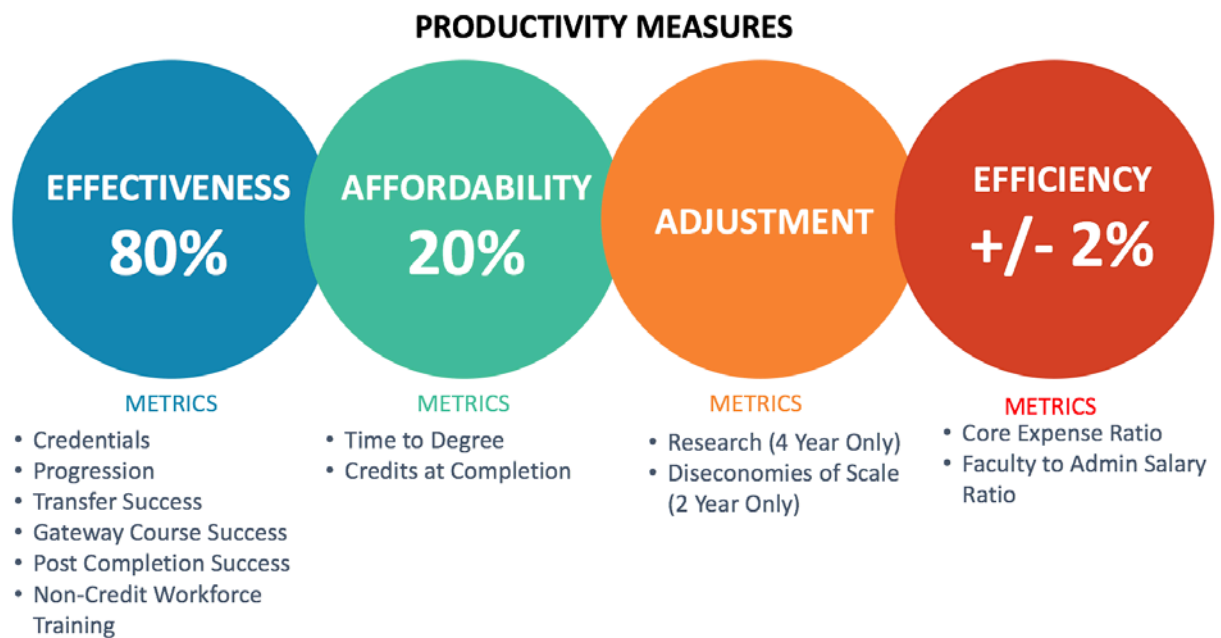 PRODUCTIVITY MEASURES
EFFECTIVENESS
80%
AFFORDABILITY
20%
ADJUSTMENT
EFFICIENCY
+/- 2%
METRICS
• Credentials
• Progression
• Transfer Success
• Gateway Course Success
• Post Completion Success
• Non-Credit Workforce
Training
METRICS
• Time to Degree
• Credits at Completion
METRICS
• Research (4 Year Only)
• Diseconomies of Scale
(2 Year Only)
METRICS
• Core Expense Ratio
• Faculty to Admin Salary
Ratio